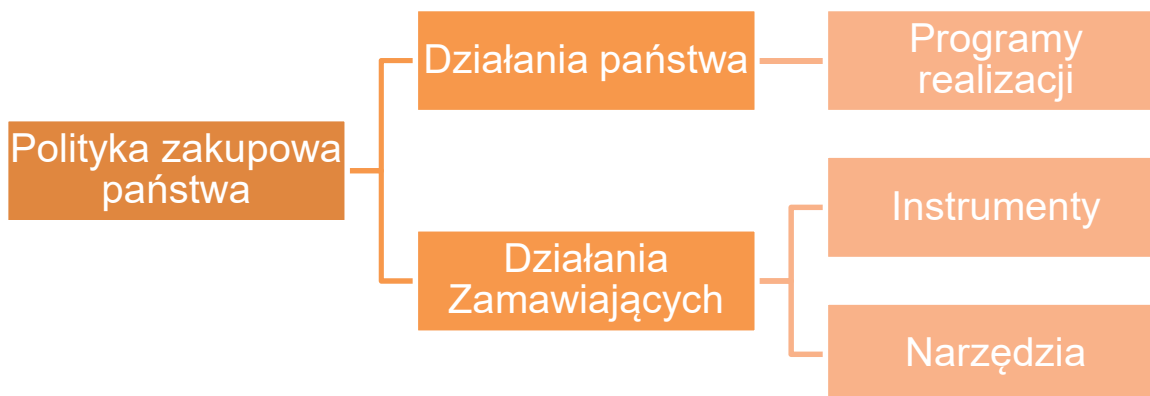 Polityka zakupowa
państwa
Działania państwa
Programy
realizacji
Działania
Zamawiających
Instrumenty
Narzędzia